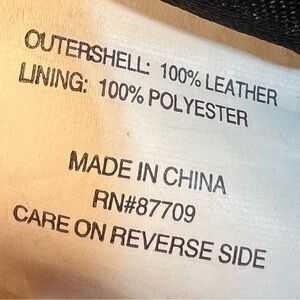 OUTERSHELL: 100% LEATHER
LINING: 100% POLYESTER
MADE IN CHINA
RN#87709
CARE ON REVERSE SIDE